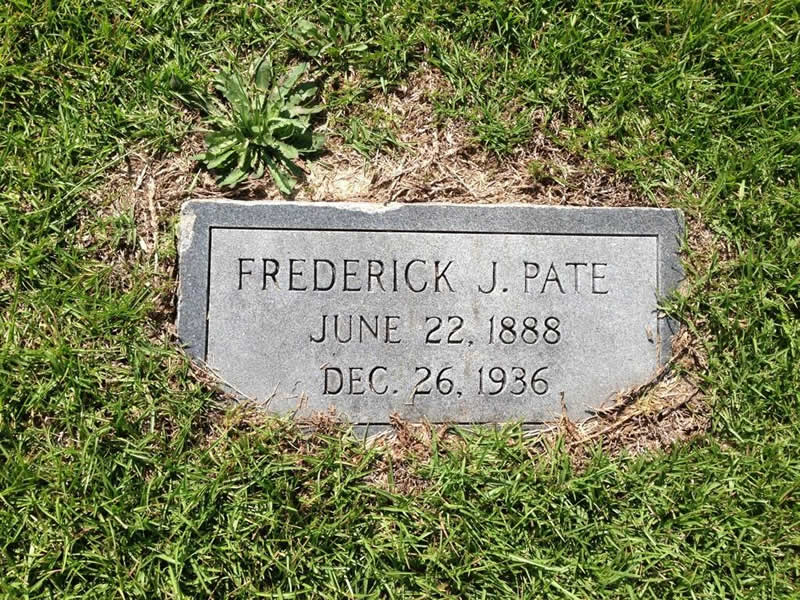 FREDERICK J. PATE
JUNE 22, 1888
DEC. 26, 1936